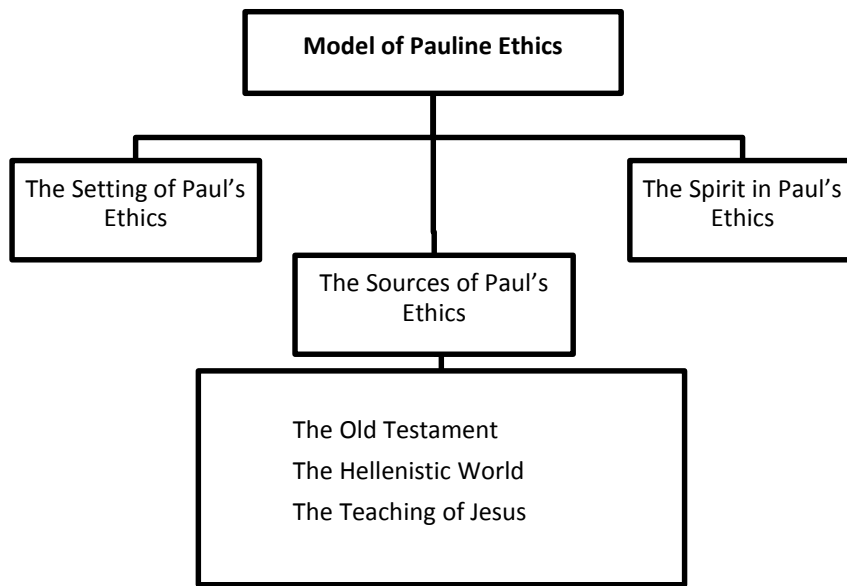 Model of Pauline Ethics
The Setting of Paul’s
Ethics
The Spirit in Paul’s
Ethics
The Sources of Paul’s
Ethics
The Old Testament
The Hellenistic World
The Teaching of Jesus